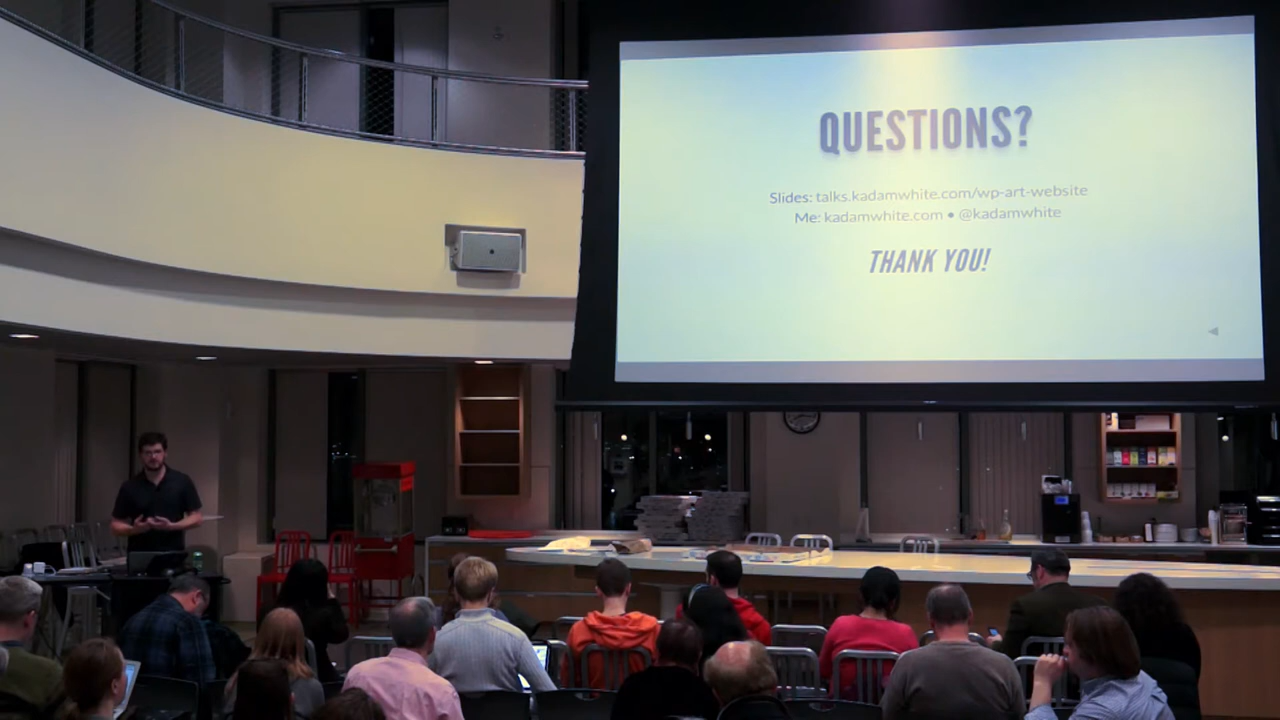 QUESTIONS?
Slides: talks.kadamwhite.com/wp-art-website
Me: kadamwhite.com • @kadamwhite
THANK YOU!